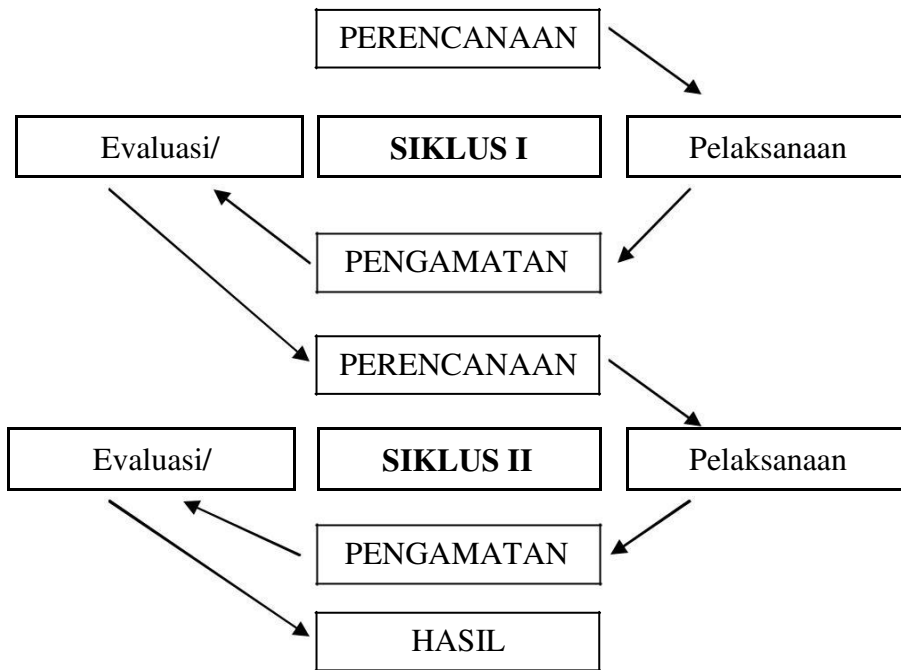 PERENCANAAN
Evaluasi/
SIKLUS I
Pelaksanaan
PENGAMATAN
PERENCANAAN
Evaluasi/
SIKLUS II
Pelaksanaan
PENGAMATAN
HASIL